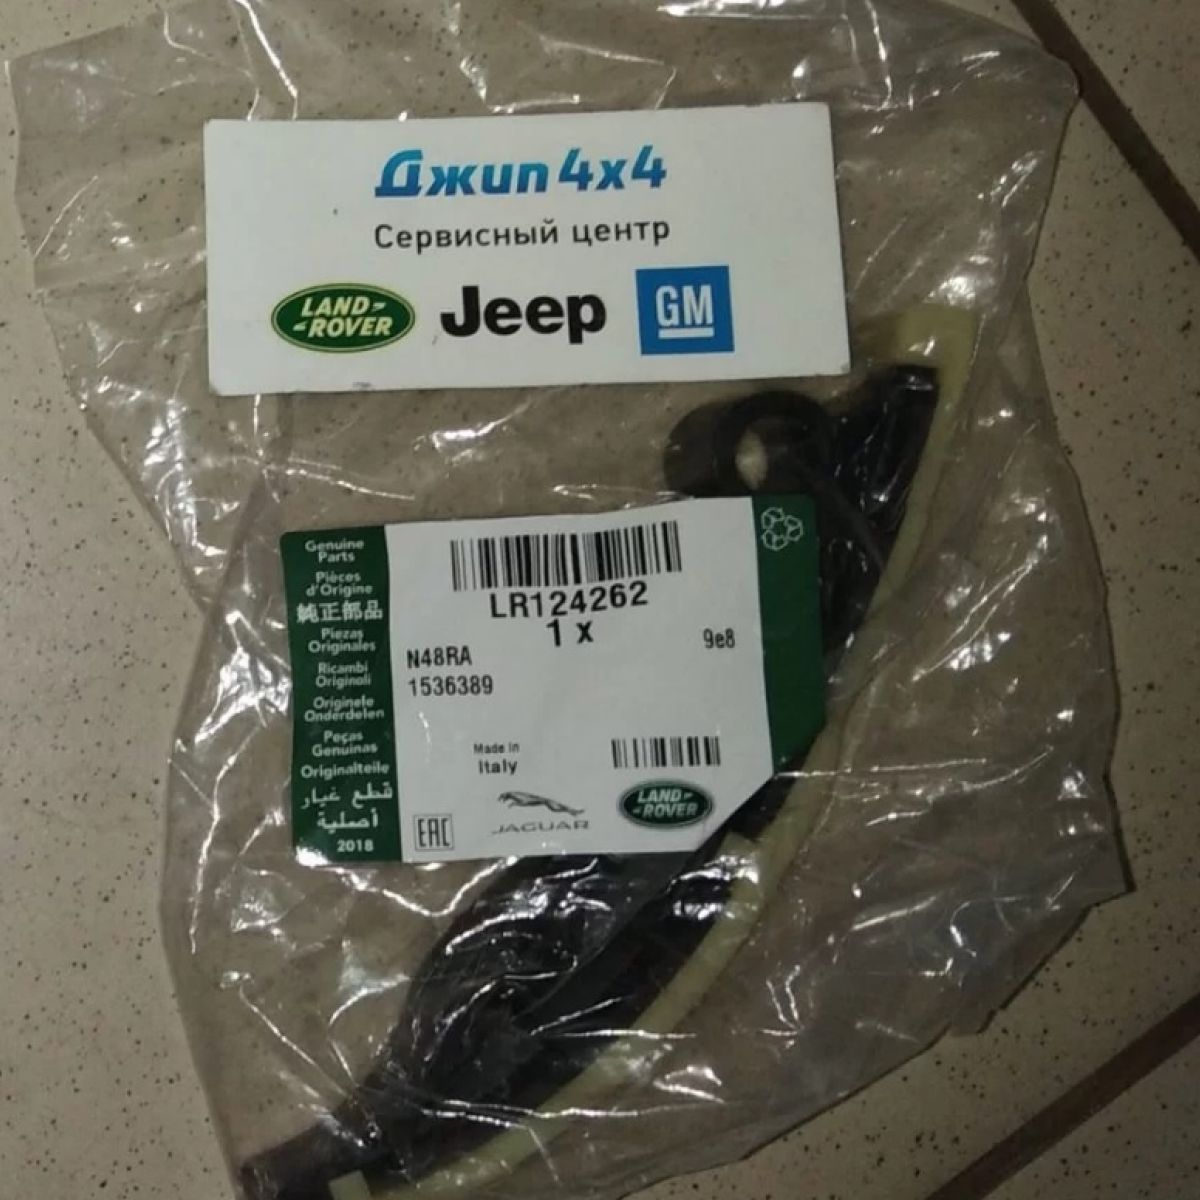 Джип 4x4
Сервисный центр
LAND-
-ROVER
Jeep
GM
Genuine
Parts
Pièces
d'Origine
純正部品
Piezas
Originales
Ricambi
Originali
Originele
Onderdelen
Peças
Genuinas
Originalteile
قطع غيار
أصلية
2018
LR124262
1 x
N48RA
9e8
1536389
Made in
Italy
EAC
JAGUAR
LAND-
-ROVER